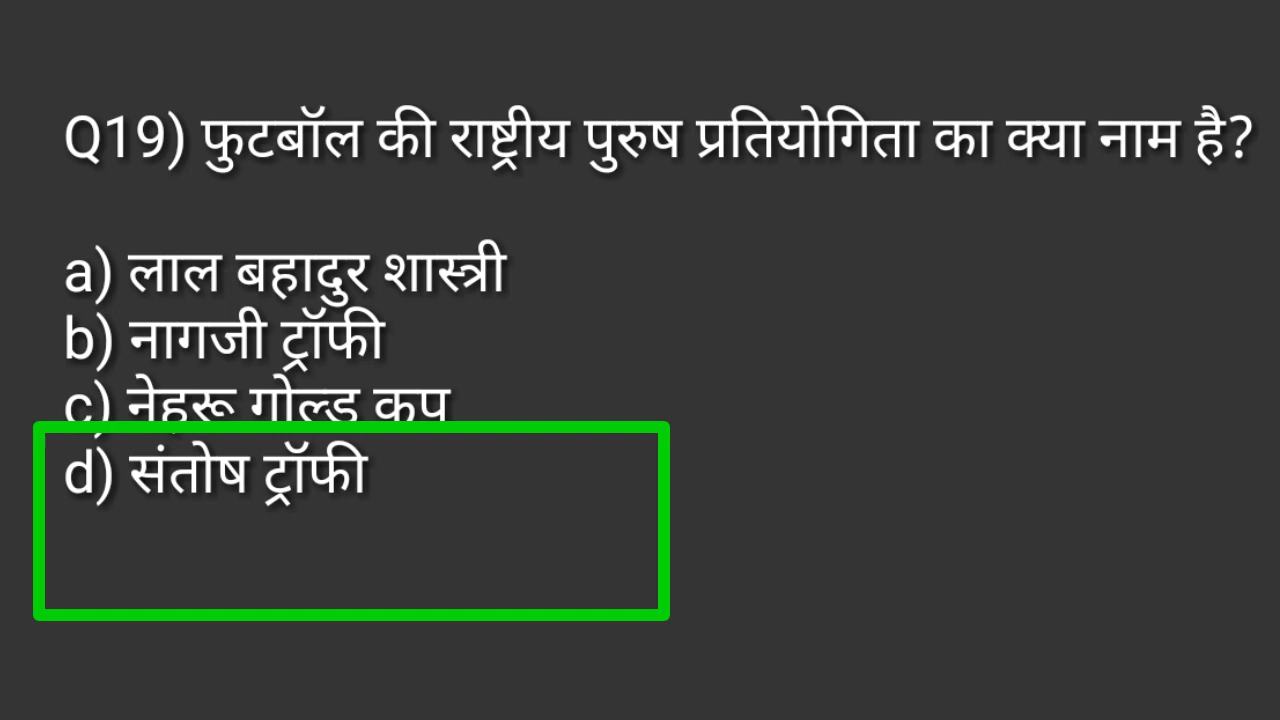 Q19) फुटबॉल की राष्ट्रीय पुरुष प्रतियोगिता का क्या नाम है?
a) लाल बहादुर शास्त्री
b) नागजी ट्रॉफी
c) नेहरू गोल्ड कप
d) संतोष ट्रॉफी